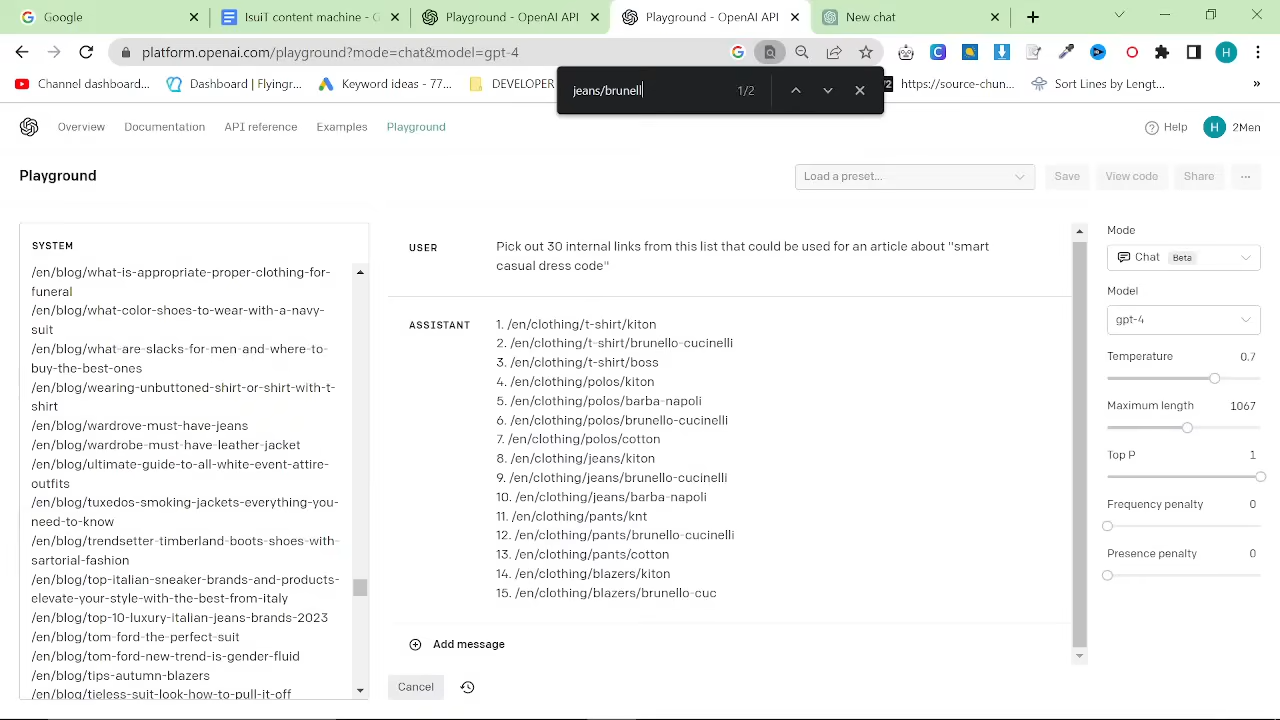 Google
IsuiT content machine - G
Playground - OpenAI API
Playground - OpenAI API
New chat
platform.openai.com/playground?mode=chat&model=gpt-4
Channel dashboard...
Dashboard | Flyingr...
Keyword ideas - 77...
DEVELOPER
https://source-chun...
Sort Lines by Lengt...
»
jeans/brunell
1/2
Overview
Documentation
API reference
Examples
Playground
Help
H
2Men
Playground
Load a preset...
Save
View code
Share
...
SYSTEM
/en/blog/what-is-appropriate-proper-clothing-for-
funeral
/en/blog/what-color-shoes-to-wear-with-a-navy-
suit
/en/blog/what-are-slacks-for-men-and-where-to-
buy-the-best-ones
/en/blog/wearing-unbuttoned-shirt-or-shirt-with-t-
shirt
/en/blog/wardrove-must-have-jeans
/en/blog/wardrobe-must-have-leather-jacket
/en/blog/ultimate-guide-to-all-white-event-attire-
outfits
/en/blog/tuxedos-smoking-jackets-everything-you-
need-to-know
/en/blog/trendsetter-timberland-boots-shoes-with-
sartorial-fashion
/en/blog/top-italian-sneaker-brands-and-products-
elevate-your-style-with-the-best-from-italy
/en/blog/top-10-luxury-italian-jeans-brands-2023
/en/blog/tom-ford-the-perfect-suit
/en/blog/tom-ford-new-trend-is-gender-fluid
/en/blog/tips-autumn-blazers
/en/blog/tieless-suit-look-how-to-pull-it-off
USER
Pick out 30 internal links from this list that could be used for an article about "smart
casual dress code"
ASSISTANT
1. /en/clothing/t-shirt/kiton
2. /en/clothing/t-shirt/brunello-cucinelli
3. /en/clothing/t-shirt/boss
4. /en/clothing/polos/kiton
5. /en/clothing/polos/barba-napoli
6. /en/clothing/polos/brunello-cucinelli
7. /en/clothing/polos/cotton
8. /en/clothing/jeans/kiton
9. /en/clothing/jeans/brunello-cucinelli
10. /en/clothing/jeans/barba-napoli
11. /en/clothing/pants/knt
12. /en/clothing/pants/brunello-cucinelli
13. /en/clothing/pants/cotton
14. /en/clothing/blazers/kiton
15. /en/clothing/blazers/brunello-cuc
Add message
Cancel
Mode
Chat Beta
Model
gpt-4
Temperature 0.7
Maximum length 1067
Top P 1
Frequency penalty 0
Presence penalty 0